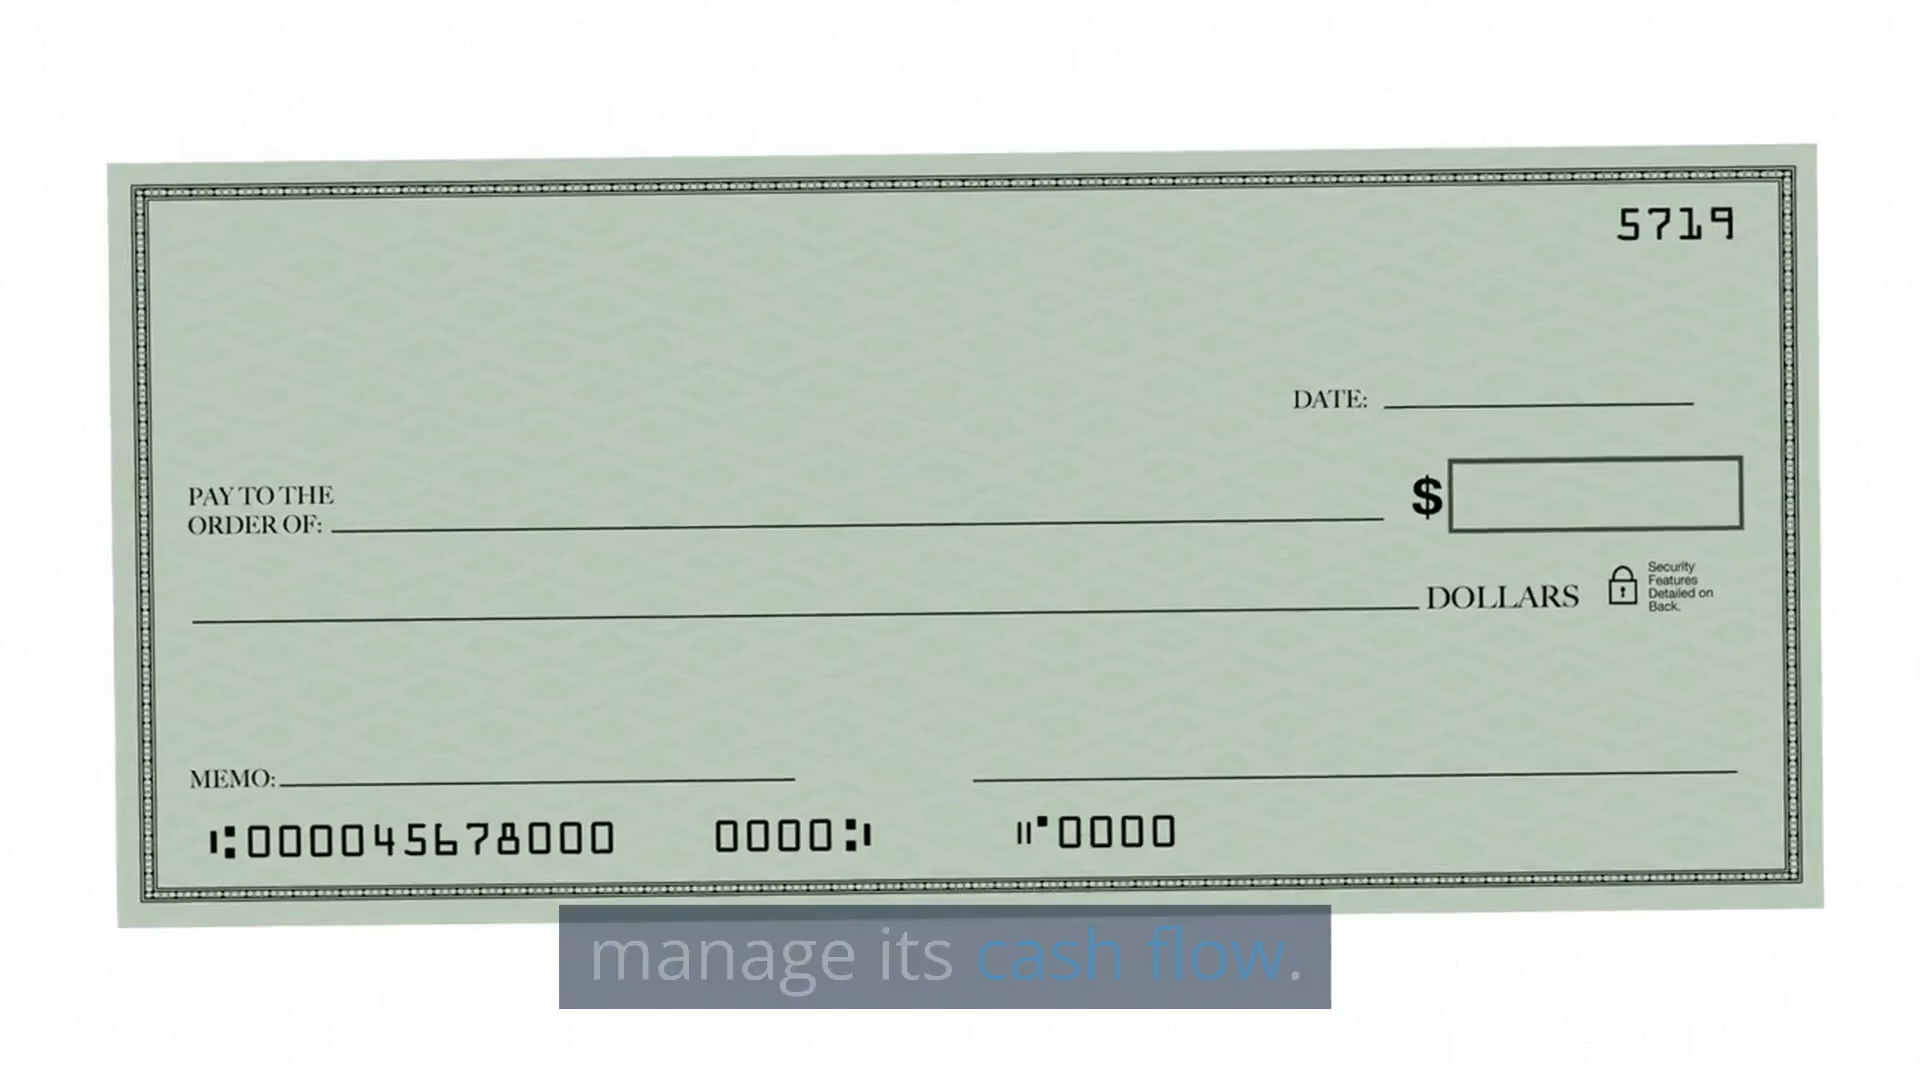 5719
DATE:
PAY TO THE
ORDER OF:
$
DOLLARS
Security
Features
Detailed on
Back.
MEMO:
⑆000045678000 0000⑆ ⑈0000
manage its cash flow.